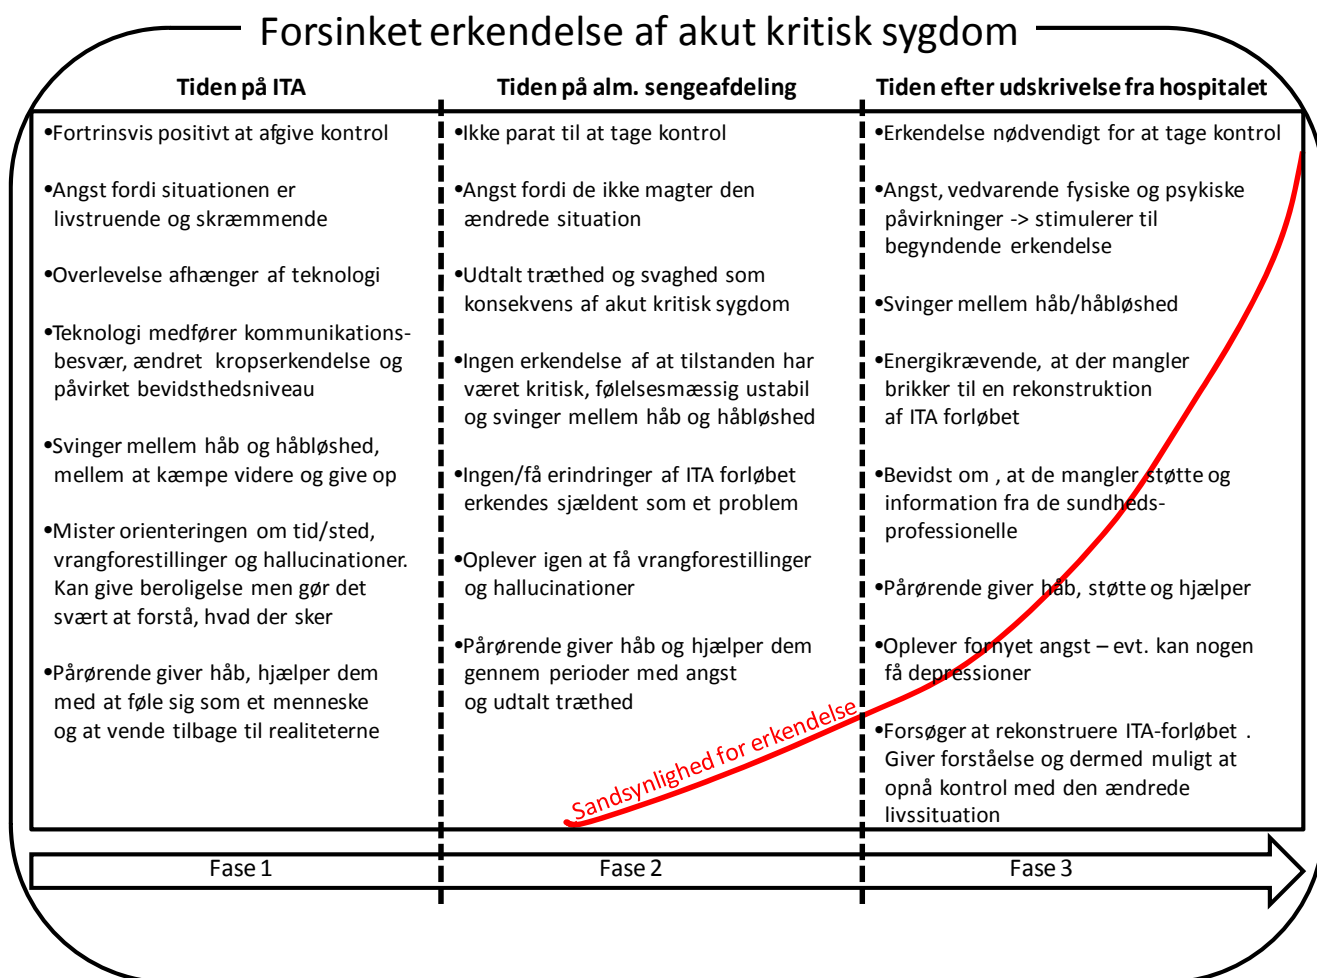 Forsinket erkendelse af akut kritisk sygdom
Tiden på ITA
•Fortrinsvis positivt at afgive kontrol
•Angst fordi situationen er
livstruende og skræmmende
•Overlevelse afhænger af teknologi
•Teknologi medfører kommunikations-
besvær, ændret kropserkendelse og
påvirket bevidsthedsniveau
•Svinger mellem håb og håbløshed,
mellem at kæmpe videre og give op
•Mister orienteringen om tid/sted,
vrangforestillinger og hallucinationer.
Kan give beroligelse men gør det
svært at forstå, hvad der sker
•Pårørende giver håb, hjælper dem
med at føle sig som et menneske
og at vende tilbage til realiteterne
Tiden på alm. sengeafdeling
•Ikke parat til at tage kontrol
•Angst fordi de ikke magter den
ændrede situation
•Udtalt træthed og svaghed som
konsekvens af akut kritisk sygdom
•Ingen erkendelse af at tilstanden har
været kritisk, følelsesmæssig ustabil
og svinger mellem håb og håbløshed
•Ingen/få erindringer af ITA forløbet
erkendes sjældent som et problem
•Oplever igen at få vrangforestillinger
og hallucinationer
•Pårørende giver håb og hjælper dem
gennem perioder med angst
og udtalt træthed
Sandsynlighed for erkendelse
Tiden efter udskrivelse fra hospitalet
•Erkendelse nødvendigt for at tage kontrol
•Angst, vedvarende fysiske og psykiske
påvirkninger -> stimulerer til
begyndende erkendelse
•Svinger mellem håb/håbløshed
•Energikrævende, at der mangler
brikker til en rekonstruktion
af ITA forløbet
•Bevidst om , at de mangler støtte og
information fra de sundheds-
professionelle
•Pårørende giver håb, støtte og hjælper
•Oplever fornyet angst – evt. kan nogen
få depressioner
•Forsøger at rekonstruere ITA-forløbet .
Giver forståelse og dermed muligt at
opnå kontrol med den ændrede
livssituation
Fase 1
Fase 2
Fase 3